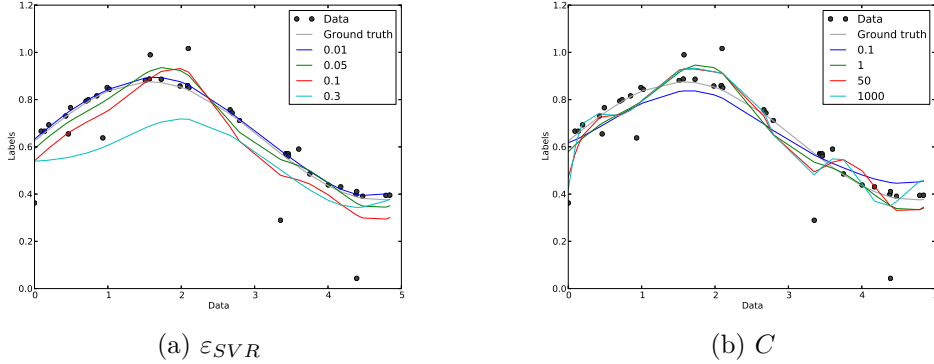 1.2
1.0
0.8
0.6
0.4
0.2
0.0
Labels
0 1 2 3 4 5
Data
Data
Ground truth
0.01
0.05
0.1
0.3
(a) ε_SVR
1.2
1.0
0.8
0.6
0.4
0.2
0.0
Labels
0 1 2 3 4 5
Data
Data
Ground truth
0.1
1
50
1000
(b) C